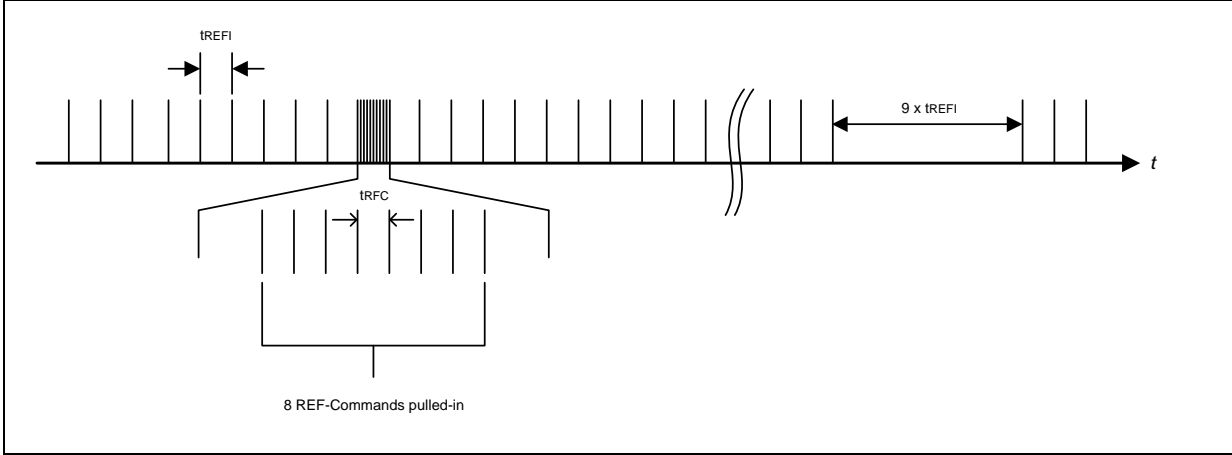 tREFI
9 x tREFI
t
tRFC
8 REF-Commands pulled-in